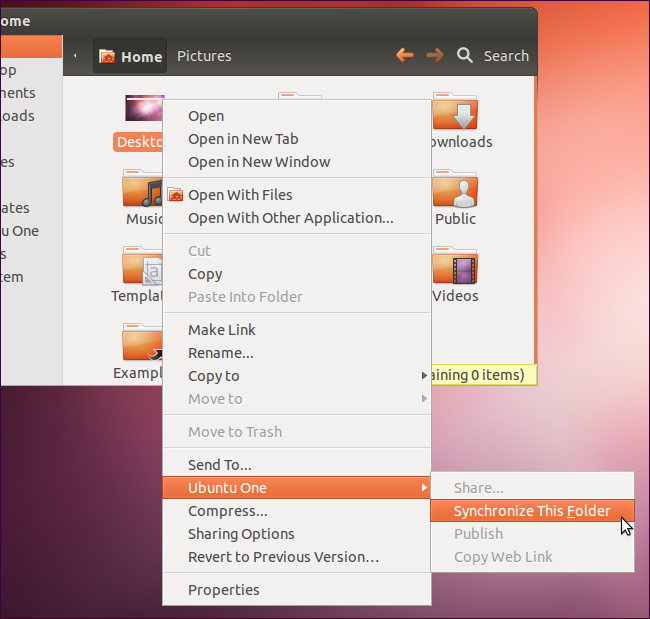 ome
Home
Pictures
Search
op
ments
oads
es
ates
tu One
s
tem
Deskto
ownloads
Music
Public
Templat
Videos
Exampl
aining 0 items)
Open
Open in New Tab
Open in New Window
Open With Files
Open With Other Application...
Cut
Copy
Paste Into Folder
Make Link
Rename...
Copy to
Move to
Move to Trash
Send To...
Ubuntu One
Compress...
Sharing Options
Revert to Previous Version...
Properties
Share...
Synchronize This Folder
Publish
Copy Web Link